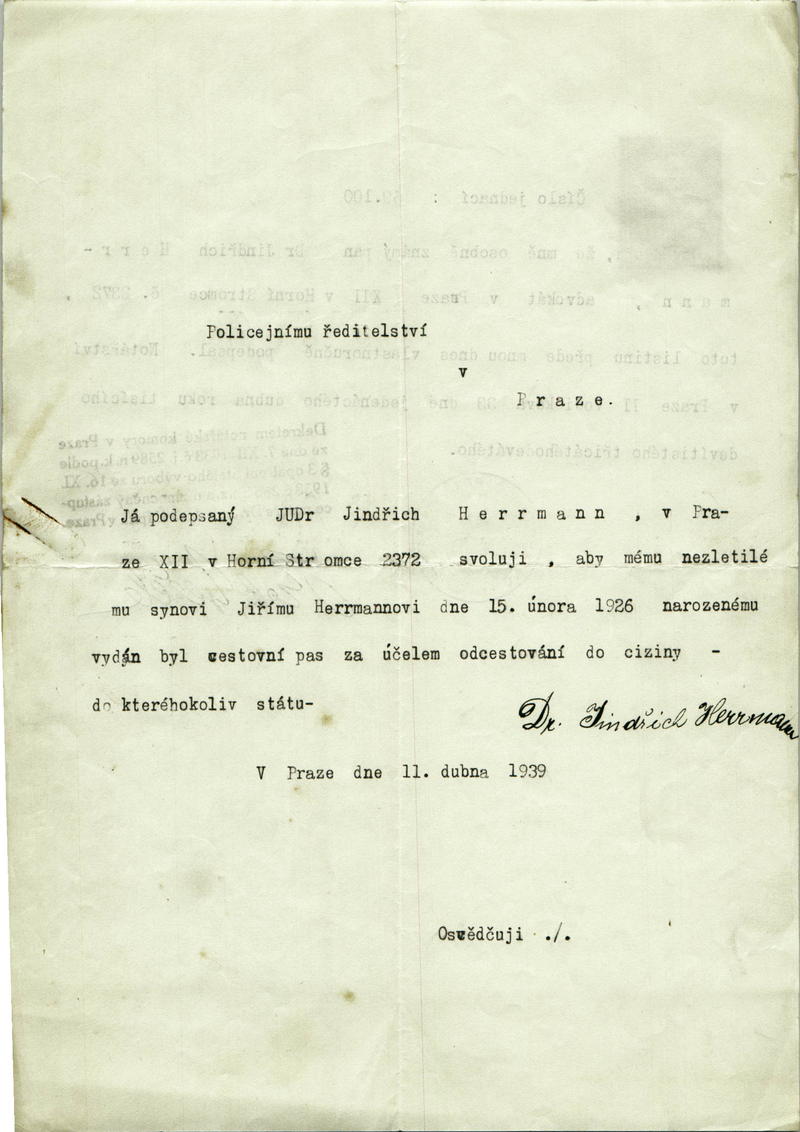 Policejnímu ředitelství
v
Praze.
Já podepsaný JUDr Jindřich Herrmann , v Pra-
ze XII v Horní Stromce 2372 svoluji , aby mému nezletilé
mu synovi Jiřímu Herrmannovi dne 15. února 1926 narozenému
vydán byl cestovní pas za účelem odcestování do ciziny -
do kteréhokoliv státu-
Dr. Jindřich Herrmann
V Praze dne 11. dubna 1939
Osvědčuji ./.